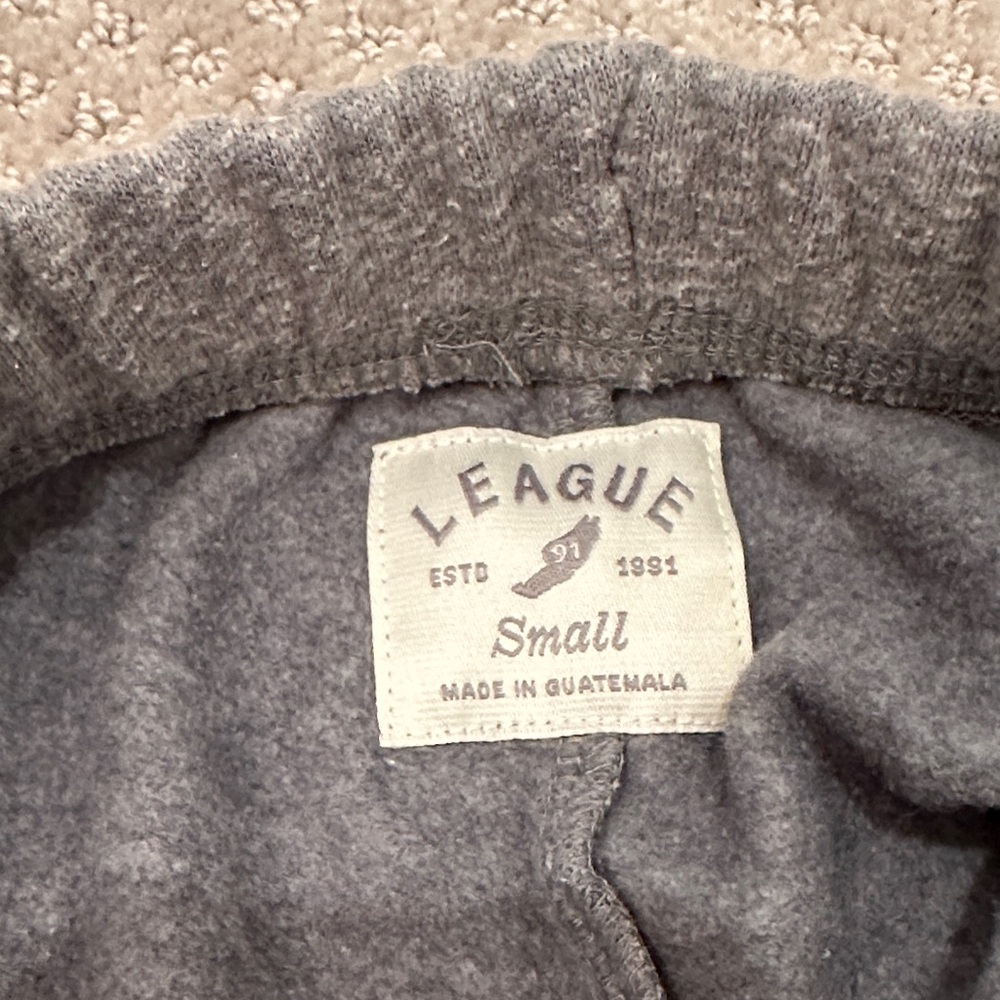 LEAGUE
91
ESTD 1991
Small
MADE IN GUATEMALA